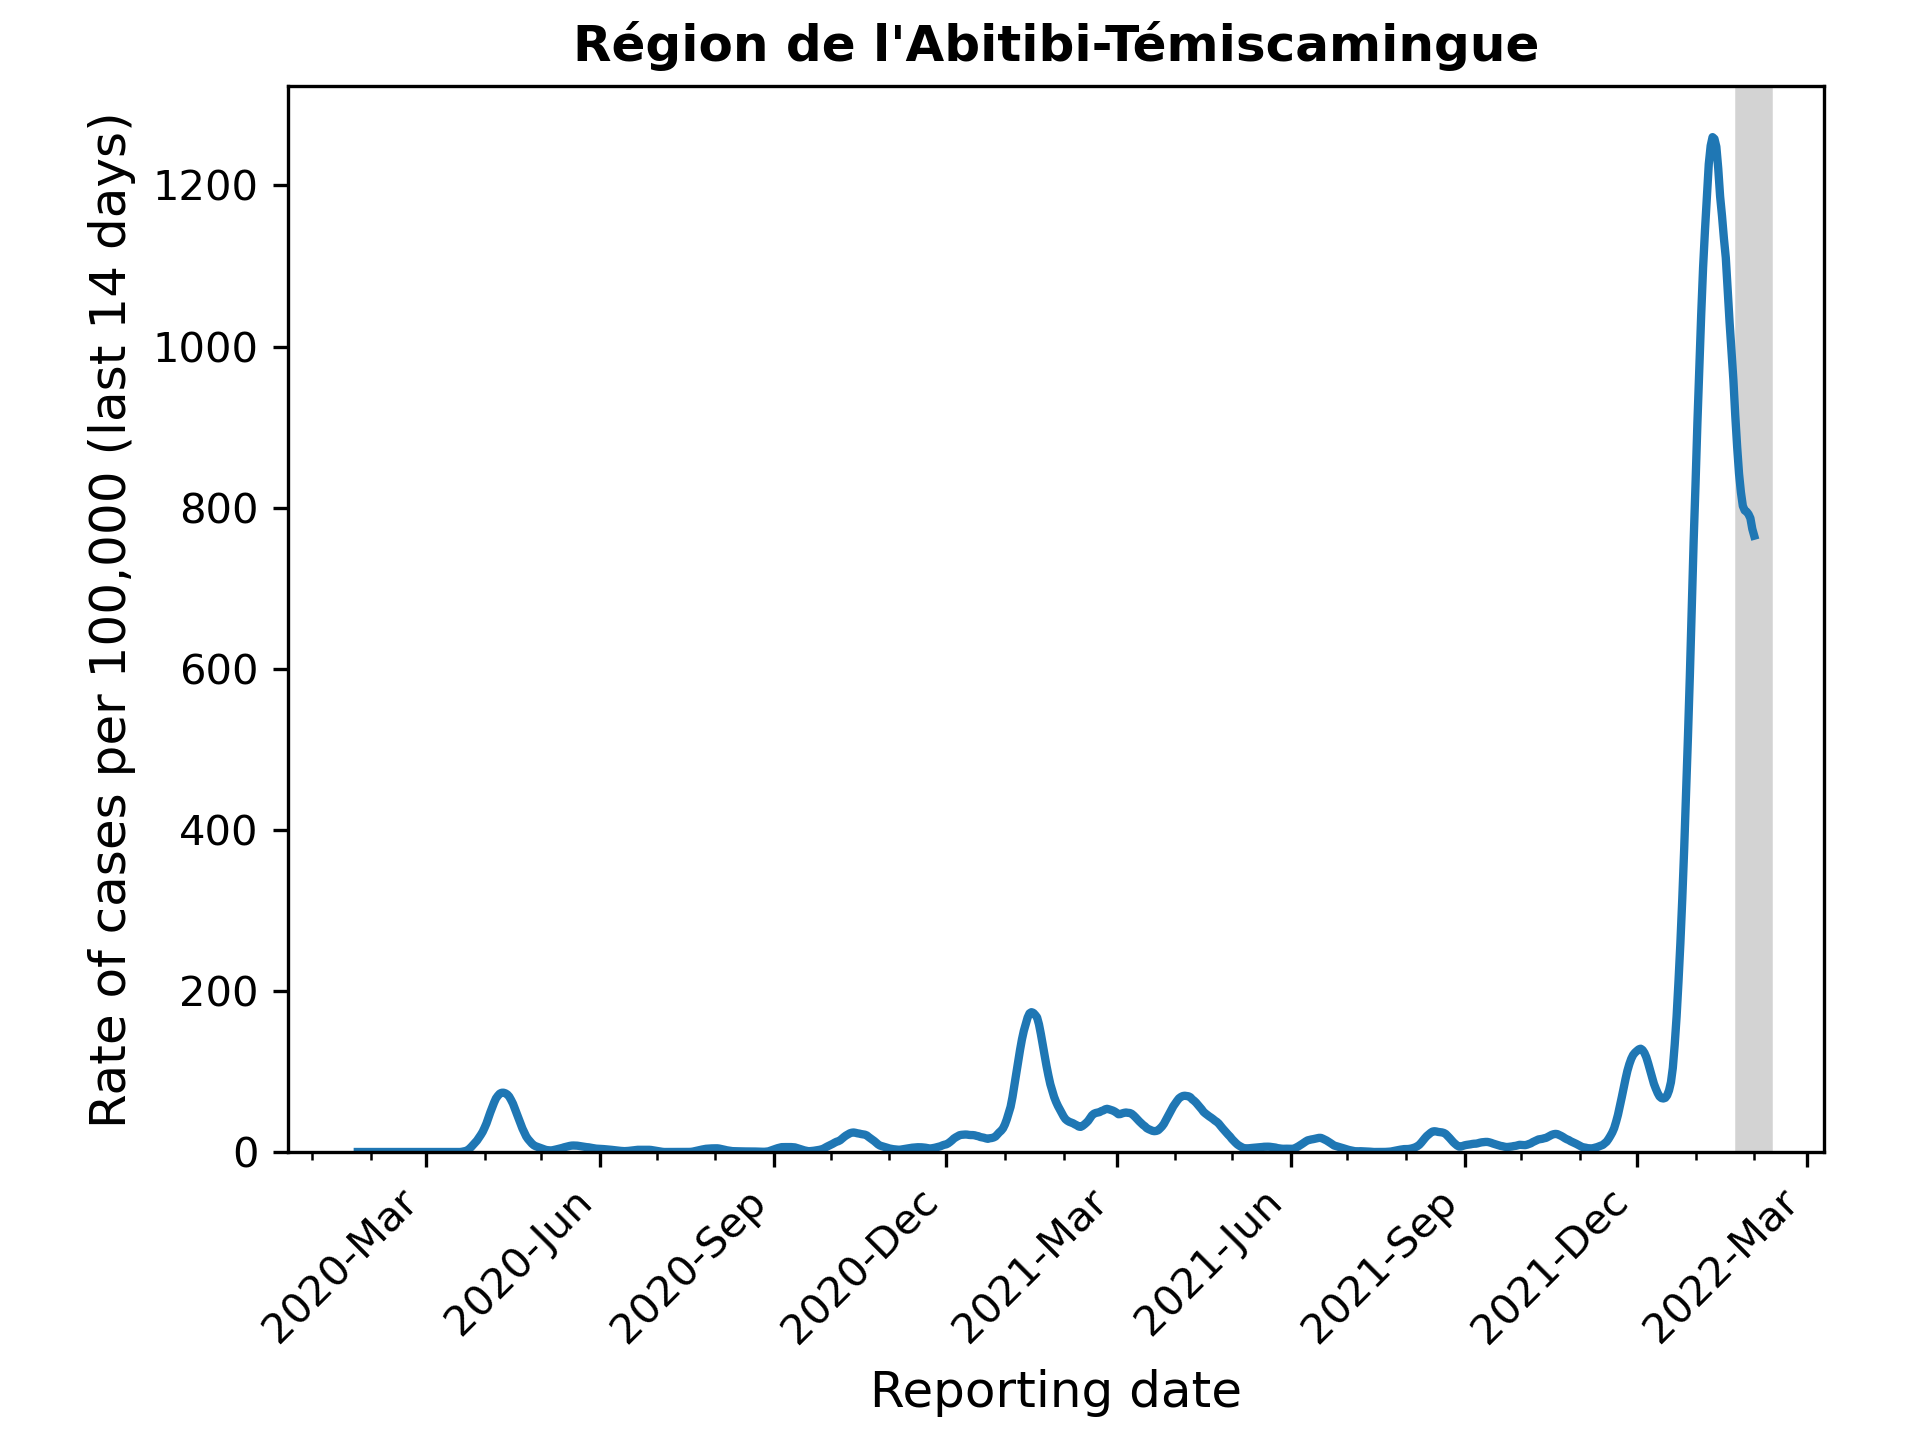 Région de l'Abitibi-Témiscamingue
Rate of cases per 100,000 (last 14 days)
1200
1000
800
600
400
200
0
2020-Mar
2020-Jun
2020-Sep
2020-Dec
2021-Mar
2021-Jun
2021-Sep
2021-Dec
2022-Mar
Reporting date